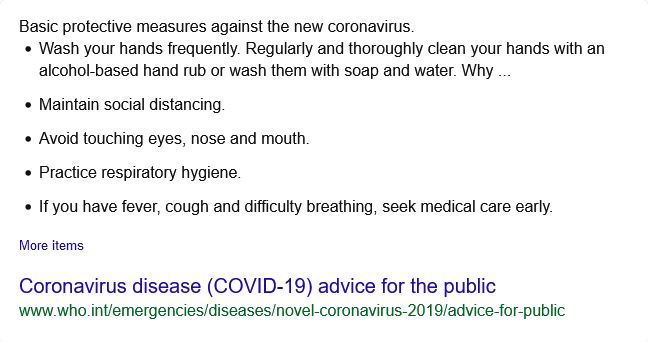 Basic protective measures against the new coronavirus.
• Wash your hands frequently. Regularly and thoroughly clean your hands with an
alcohol-based hand rub or wash them with soap and water. Why ...
• Maintain social distancing.
• Avoid touching eyes, nose and mouth.
• Practice respiratory hygiene.
• If you have fever, cough and difficulty breathing, seek medical care early.
More items
Coronavirus disease (COVID-19) advice for the public
www.who.int/emergencies/diseases/novel-coronavirus-2019/advice-for-public